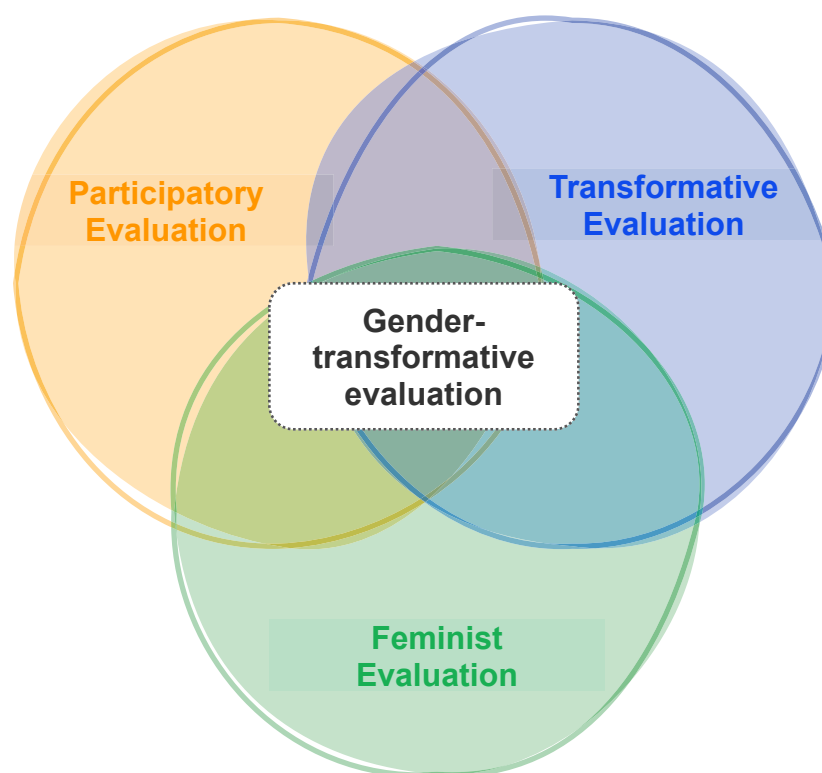 Participatory
Evaluation
Transformative
Evaluation
Gender-
transformative
evaluation
Feminist
Evaluation